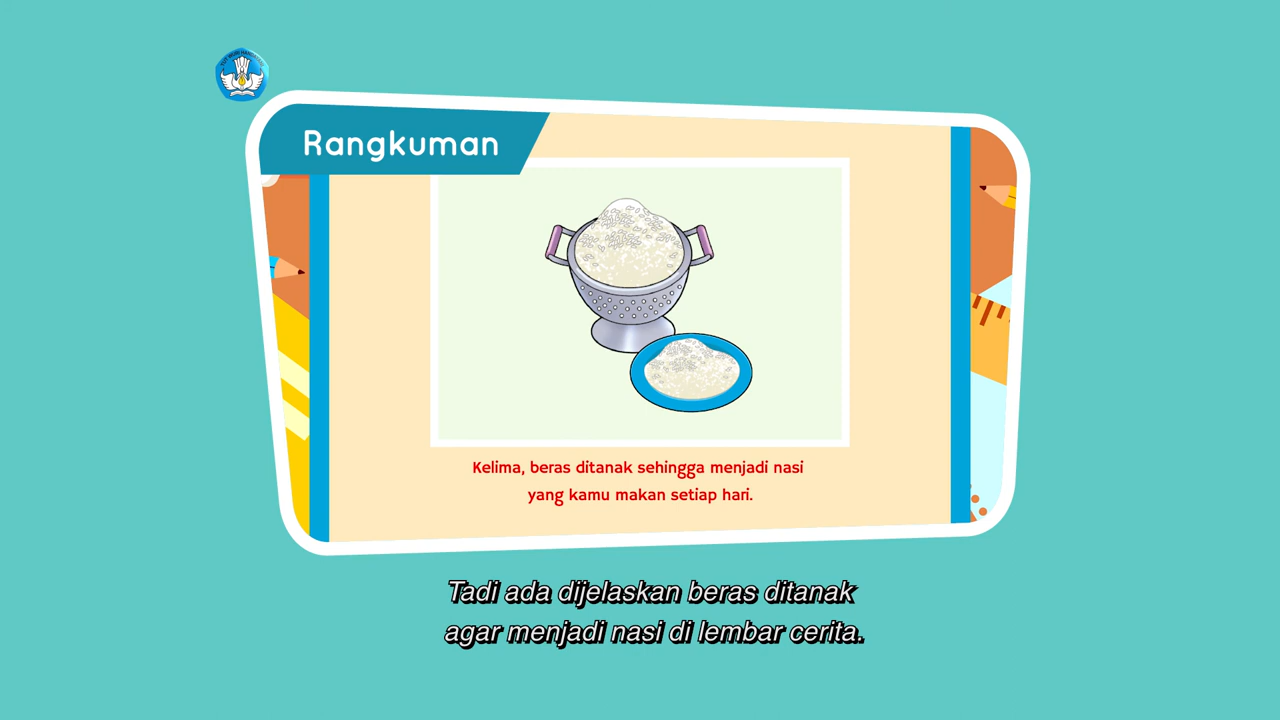 Rangkuman
Kelima, beras ditanak sehingga menjadi nasi
yang kamu makan setiap hari.
Tadi ada dijelaskan beras ditanak
agar menjadi nasi di lembar cerita.